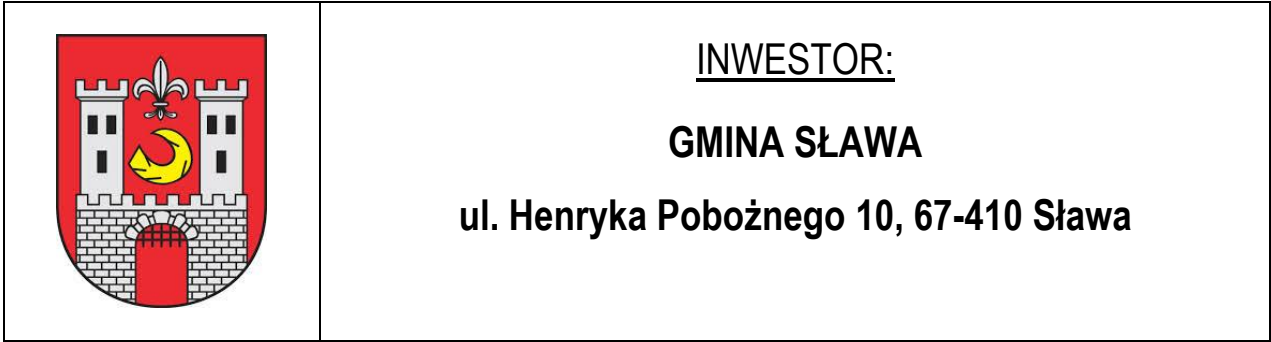 INWESTOR:
GMINA SŁAWA
ul. Henryka Pobożnego 10, 67-410 Sława